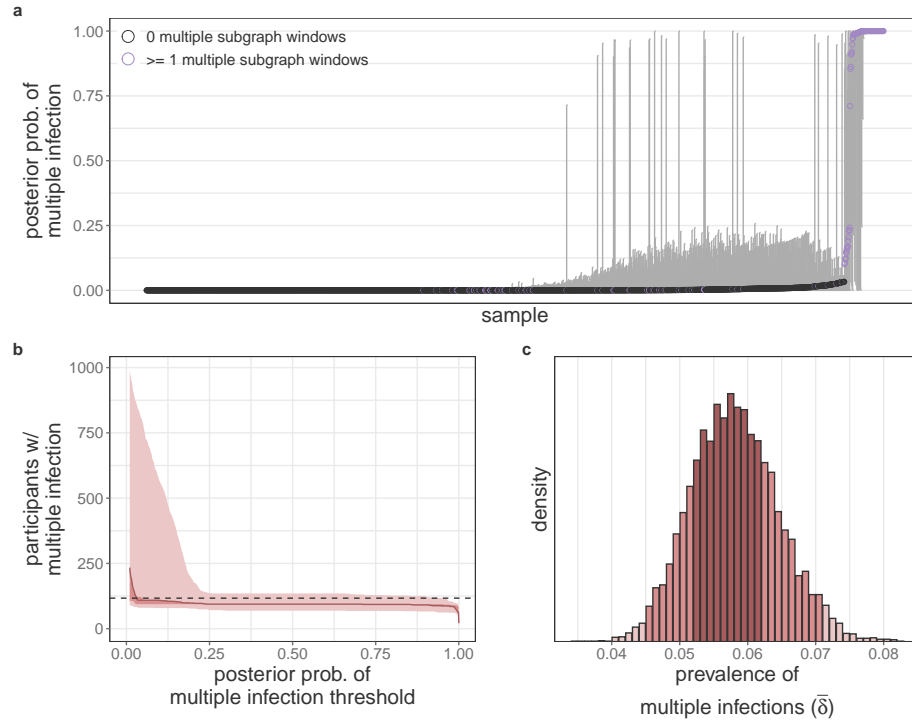 a
0 multiple subgraph windows
>= 1 multiple subgraph windows
posterior prob. of
multiple infection
1.00
0.75
0.50
0.25
0.00
sample
b
participants w/
multiple infection
1000
750
500
250
0
0.00 0.25 0.50 0.75 1.00
posterior prob. of
multiple infection threshold
c
density
0.04 0.05 0.06 0.07 0.08
prevalence of
multiple infections (δ̅)